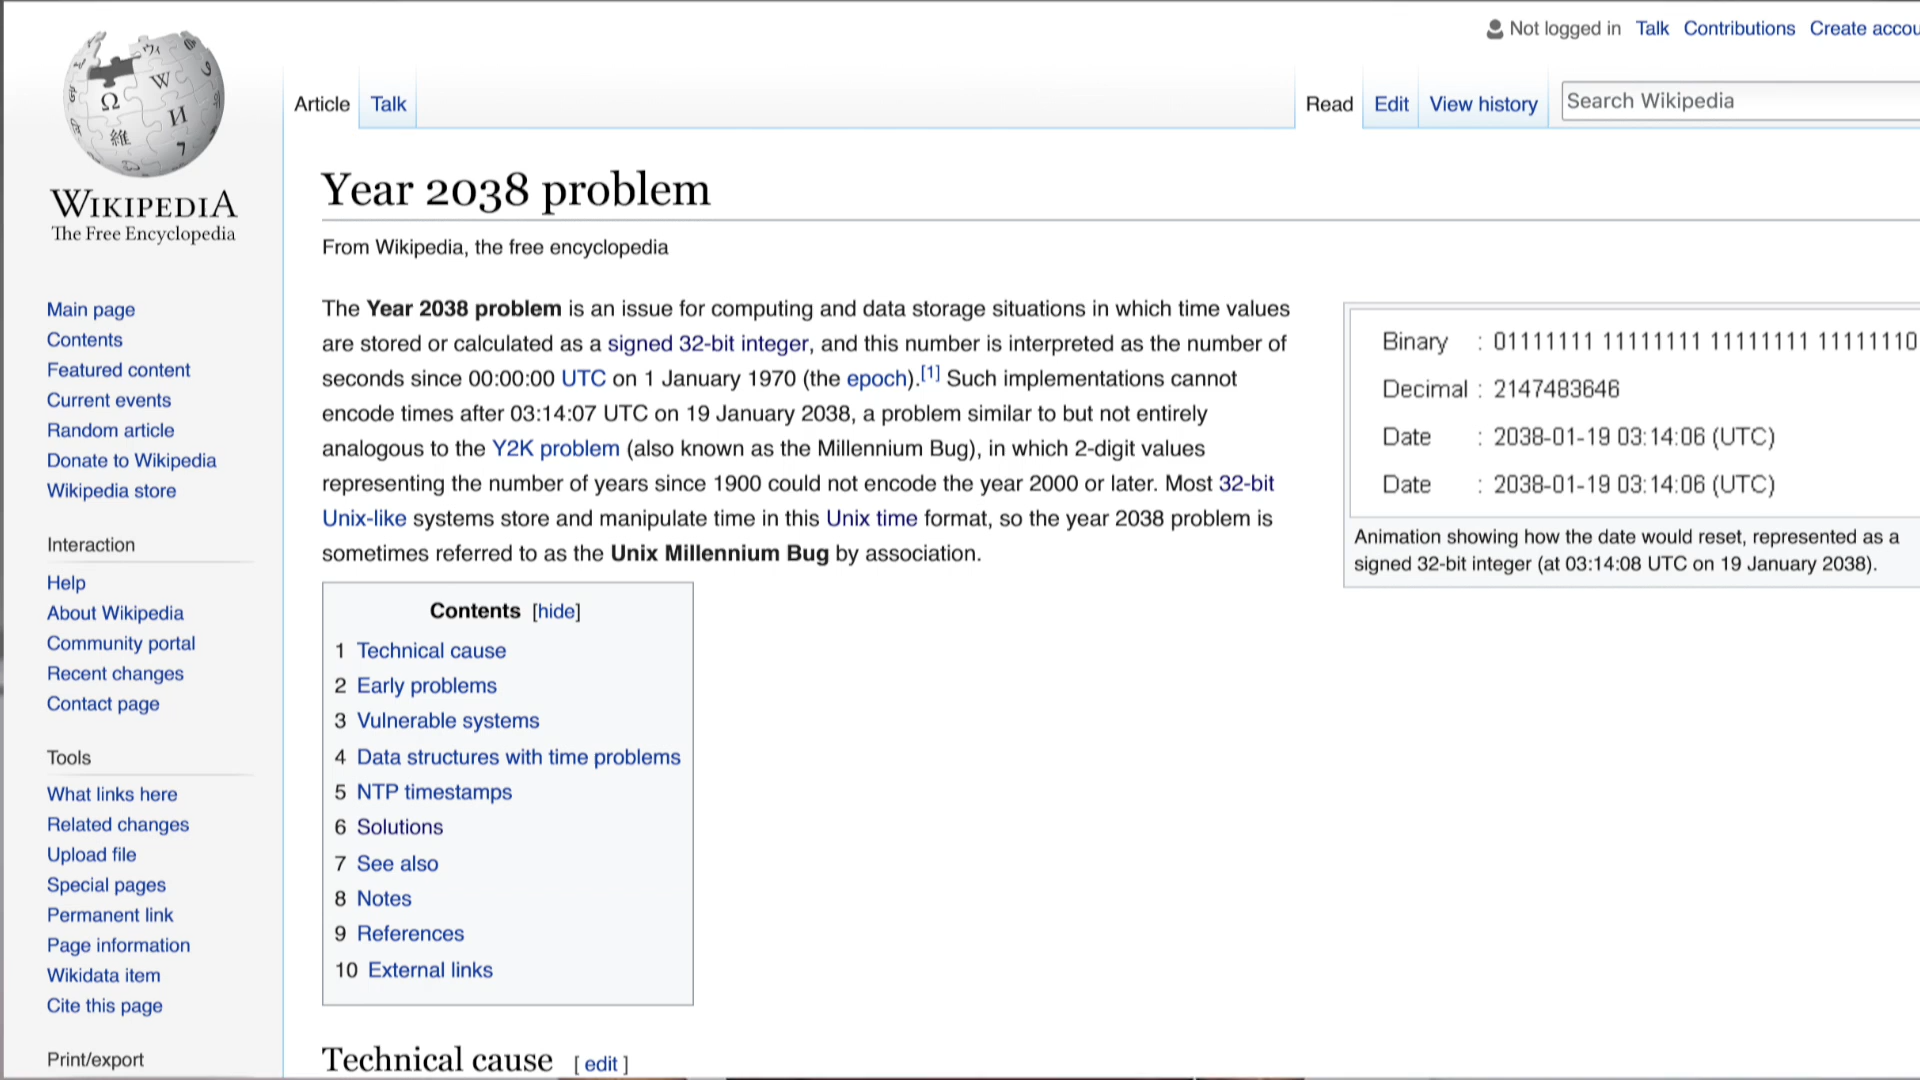 Not logged in Talk Contributions Create accou
Article Talk
Read Edit View history
Search Wikipedia
Ω W И 維 7
WIKIPEDIA
The Free Encyclopedia
Main page
Contents
Featured content
Current events
Random article
Donate to Wikipedia
Wikipedia store
Interaction
Help
About Wikipedia
Community portal
Recent changes
Contact page
Tools
What links here
Related changes
Upload file
Special pages
Permanent link
Page information
Wikidata item
Cite this page
Print/export
Year 2038 problem
From Wikipedia, the free encyclopedia
The Year 2038 problem is an issue for computing and data storage situations in which time values
are stored or calculated as a signed 32-bit integer, and this number is interpreted as the number of
seconds since 00:00:00 UTC on 1 January 1970 (the epoch).[1] Such implementations cannot
encode times after 03:14:07 UTC on 19 January 2038, a problem similar to but not entirely
analogous to the Y2K problem (also known as the Millennium Bug), in which 2-digit values
representing the number of years since 1900 could not encode the year 2000 or later. Most 32-bit
Unix-like systems store and manipulate time in this Unix time format, so the year 2038 problem is
sometimes referred to as the Unix Millennium Bug by association.
Binary : 01111111 11111111 11111111 11111110
Decimal : 2147483646
Date : 2038-01-19 03:14:06 (UTC)
Date : 2038-01-19 03:14:06 (UTC)
Animation showing how the date would reset, represented as a
signed 32-bit integer (at 03:14:08 UTC on 19 January 2038).
Contents [hide]
1 Technical cause
2 Early problems
3 Vulnerable systems
4 Data structures with time problems
5 NTP timestamps
6 Solutions
7 See also
8 Notes
9 References
10 External links
Technical cause [ edit ]